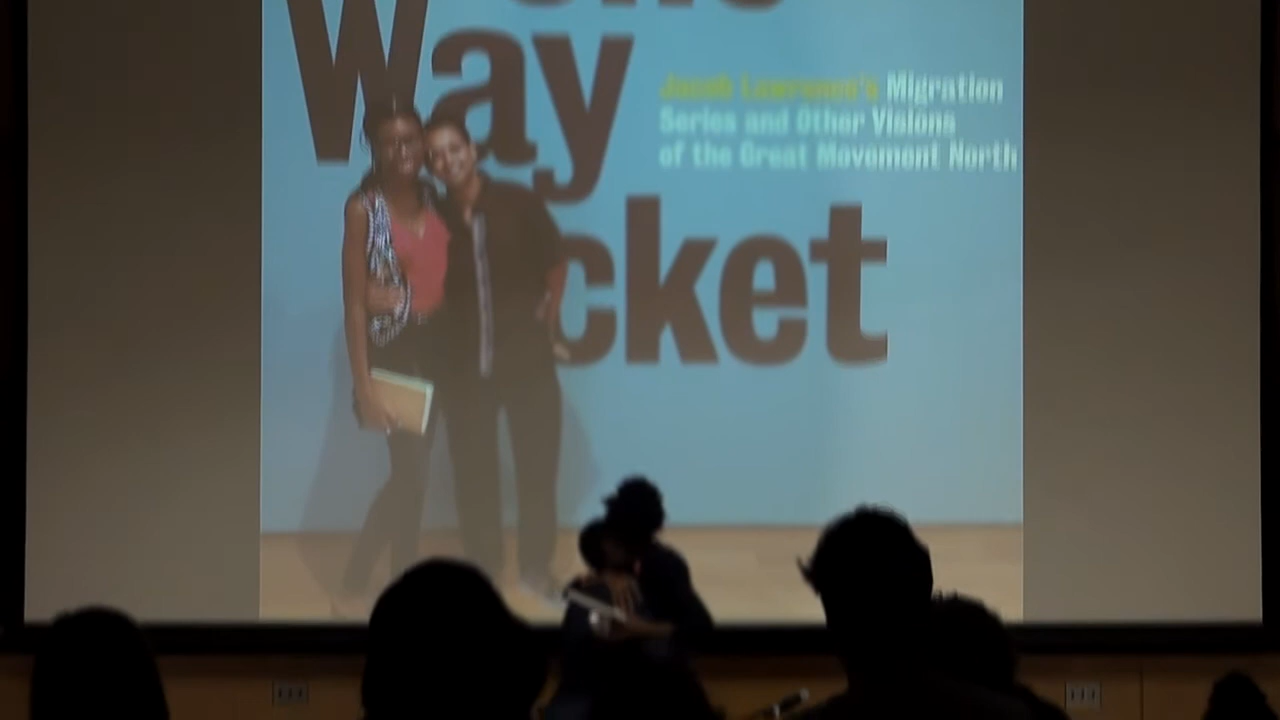 Way
Jacob Lawrence's Migration
Series and Other Visions
of the Great Movement North
cket